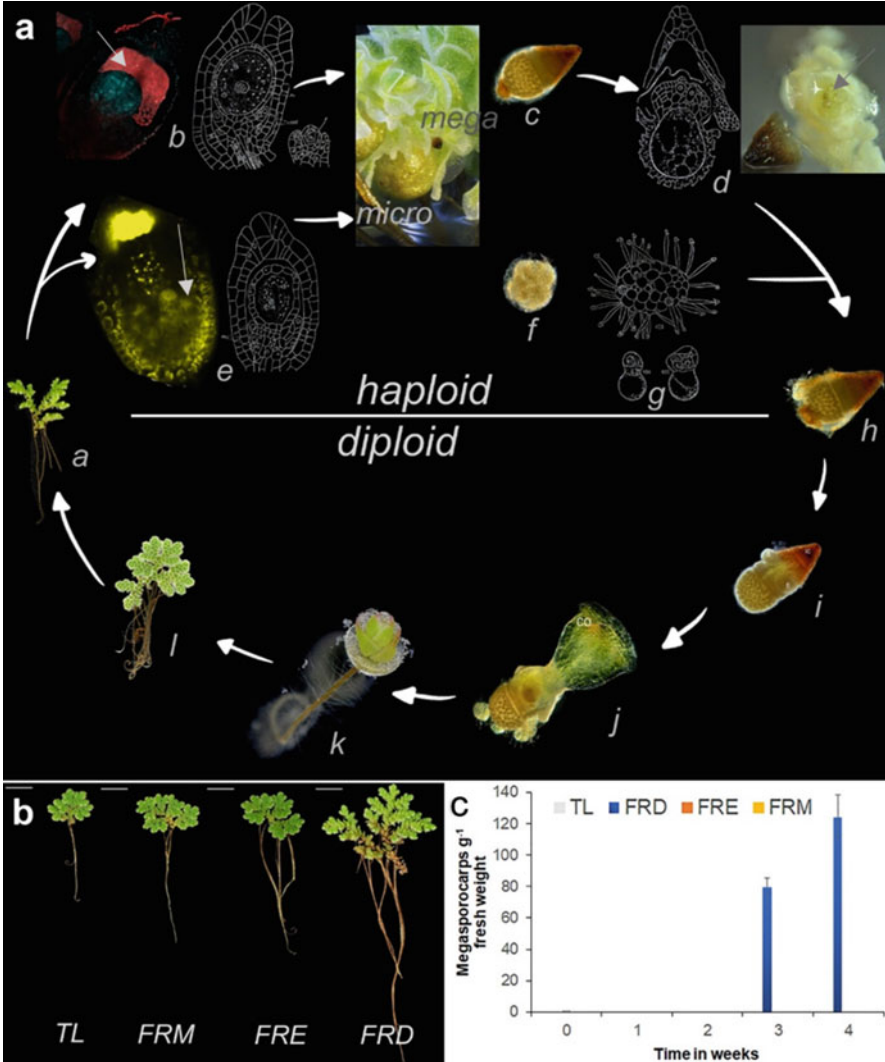 a
b
mega
micro
c
d
e
f
g
haploid
diploid
a
h
i
co
j
k
l
b
TL
FRM
FRE
FRD
C
TL FRD FRE FRM
Megasporocarps g-1
fresh weight
140
120
100
80
60
40
20
0
0 1 2 3 4
Time in weeks